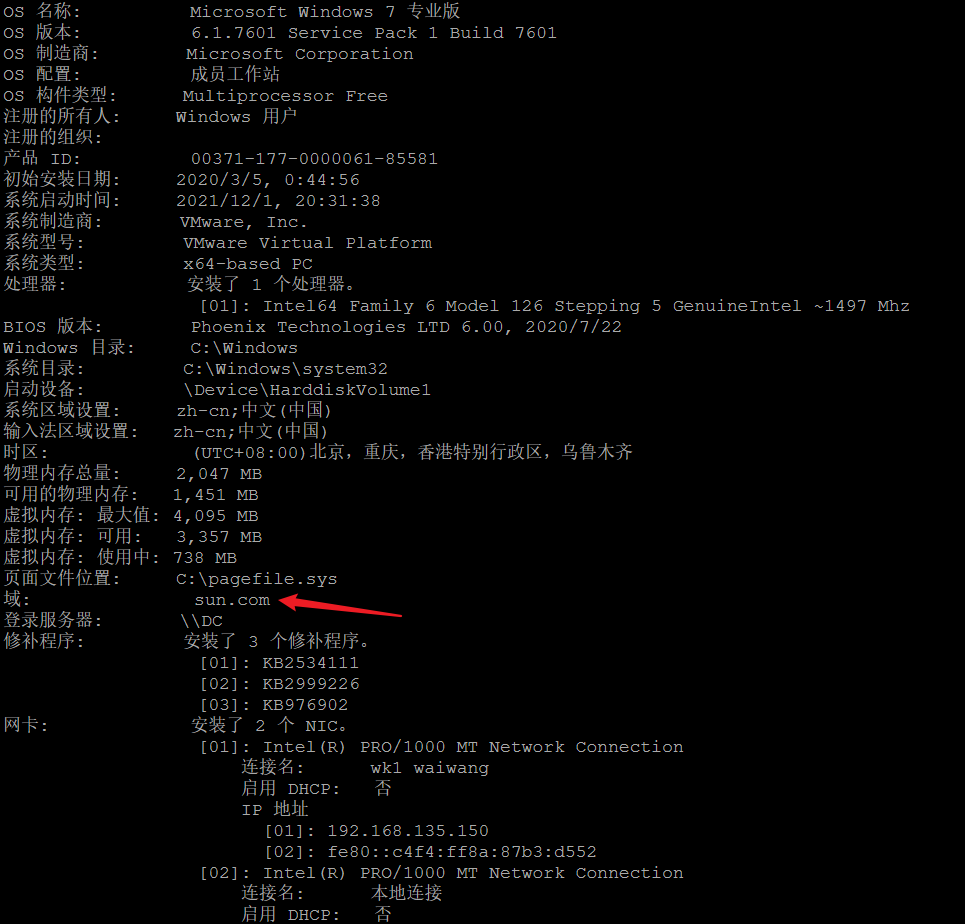 OS 名称: Microsoft Windows 7 专业版
OS 版本: 6.1.7601 Service Pack 1 Build 7601
OS 制造商: Microsoft Corporation
OS 配置: 成员工作站
OS 构件类型: Multiprocessor Free
注册的所有人: Windows 用户
注册的组织:
产品 ID: 00371-177-0000061-85581
初始安装日期: 2020/3/5, 0:44:56
系统启动时间: 2021/12/1, 20:31:38
系统制造商: VMware, Inc.
系统型号: VMware Virtual Platform
系统类型: x64-based PC
处理器: 安装了 1 个处理器。
[01]: Intel64 Family 6 Model 126 Stepping 5 GenuineIntel ~1497 Mhz
BIOS 版本: Phoenix Technologies LTD 6.00, 2020/7/22
Windows 目录: C:\Windows
系统目录: C:\Windows\system32
启动设备: \Device\HarddiskVolume1
系统区域设置: zh-cn;中文(中国)
输入法区域设置: zh-cn;中文(中国)
时区: (UTC+08:00)北京，重庆，香港特别行政区，乌鲁木齐
物理内存总量: 2,047 MB
可用的物理内存: 1,451 MB
虚拟内存: 最大值: 4,095 MB
虚拟内存: 可用: 3,357 MB
虚拟内存: 使用中: 738 MB
页面文件位置: C:\pagefile.sys
域: sun.com
登录服务器: \\DC
修补程序: 安装了 3 个修补程序。
[01]: KB2534111
[02]: KB2999226
[03]: KB976902
网卡: 安装了 2 个 NIC。
[01]: Intel(R) PRO/1000 MT Network Connection
连接名: wk1 waiwang
启用 DHCP: 否
IP 地址
[01]: 192.168.135.150
[02]: fe80::c4f4:ff8a:87b3:d552
[02]: Intel(R) PRO/1000 MT Network Connection
连接名: 本地连接
启用 DHCP: 否